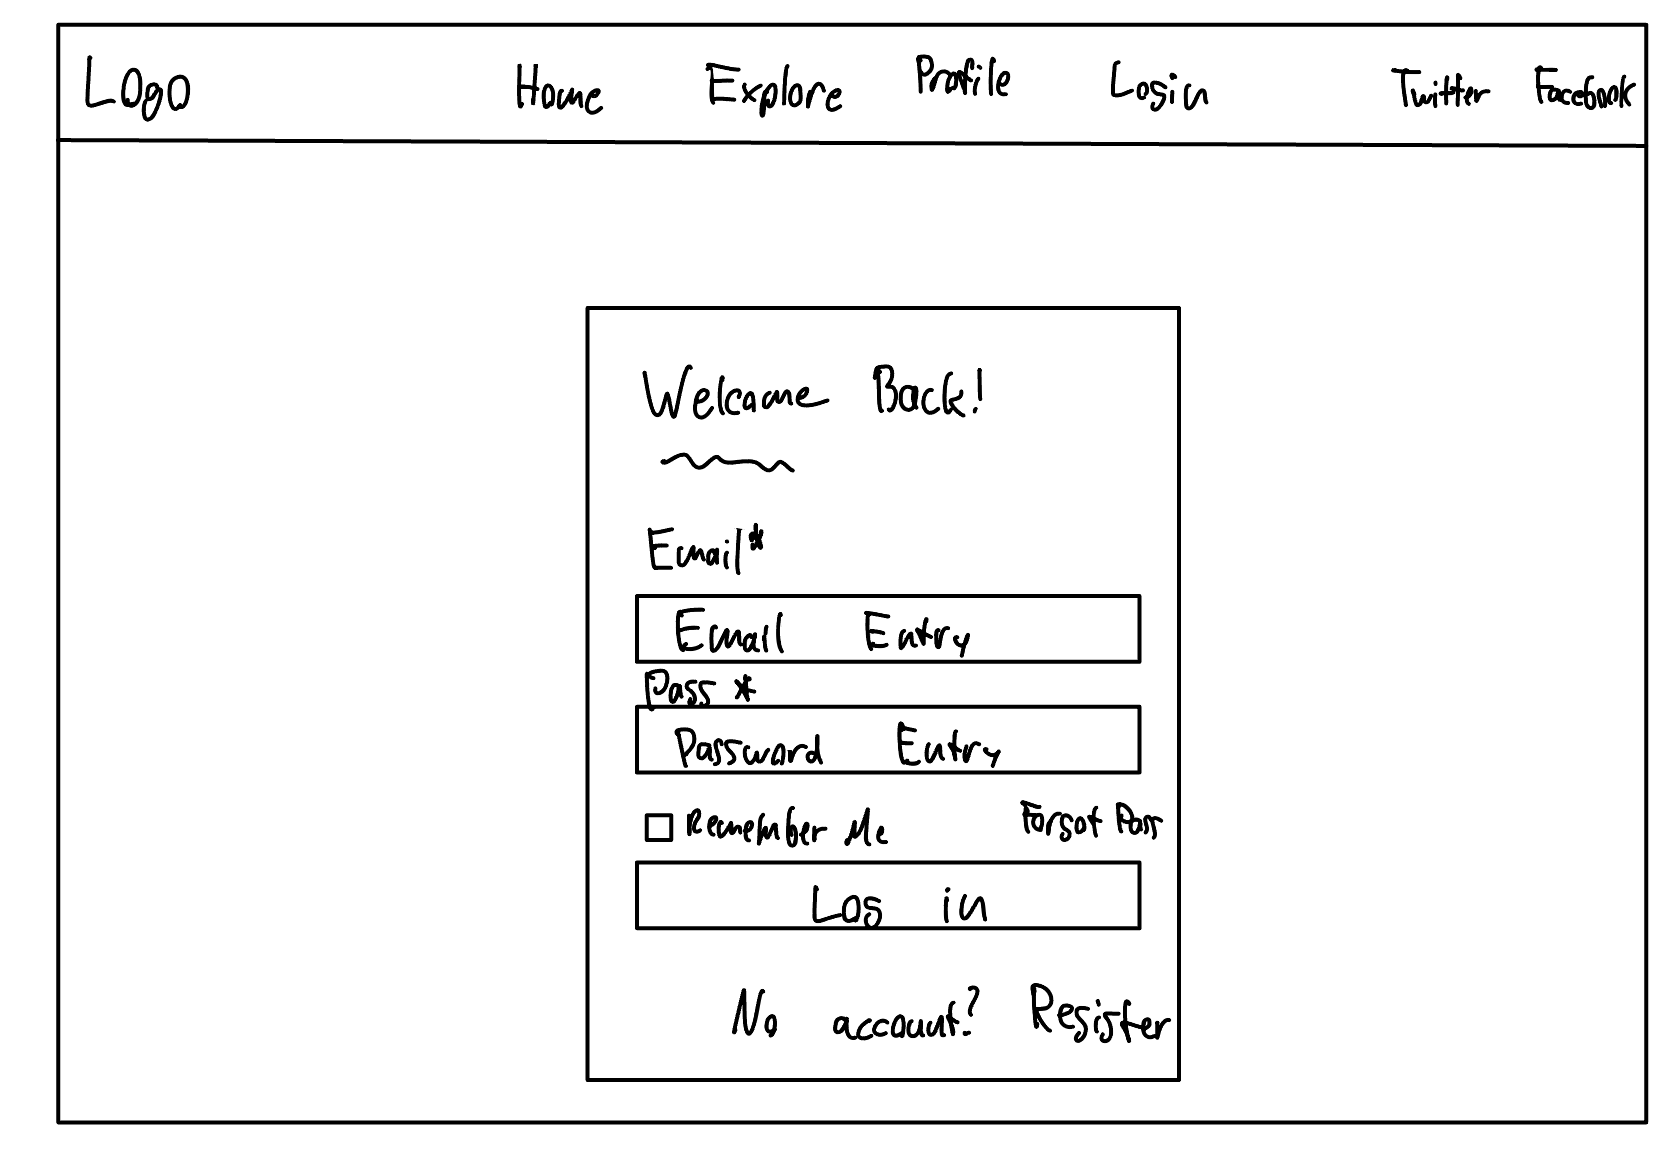 Logo Home Explore Profile Login Twitter Facebook
Welcome Back!
Email*
Email Entry
Pass *
Password Entry
Remember Me Forgot Pass
Log in
No account? Register